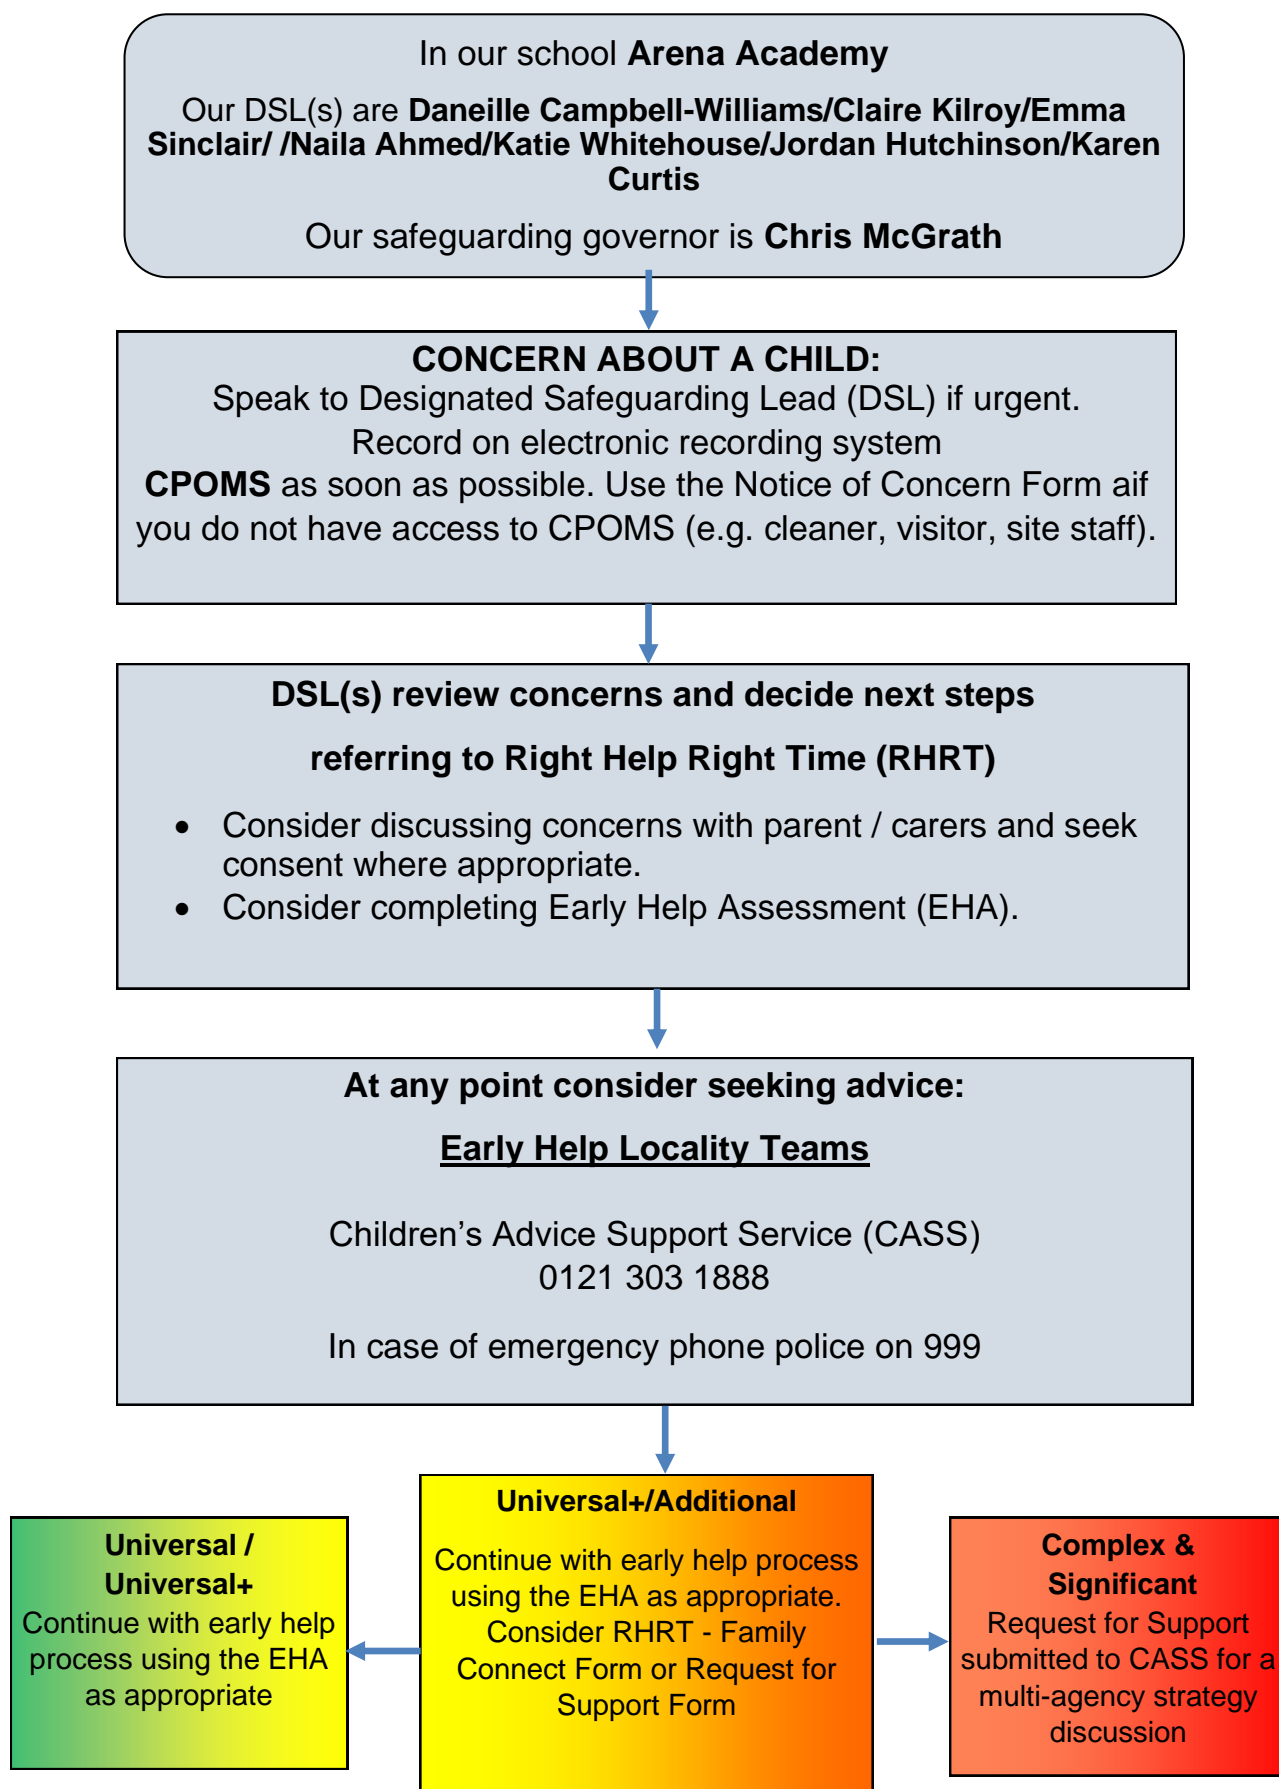 In our school Arena Academy
Our DSL(s) are Daneille Campbell-Williams/Claire Kilroy/Emma
Sinclair/ /Naila Ahmed/Katie Whitehouse/Jordan Hutchinson/Karen
Curtis
Our safeguarding governor is Chris McGrath
CONCERN ABOUT A CHILD:
Speak to Designated Safeguarding Lead (DSL) if urgent.
Record on electronic recording system
CPOMS as soon as possible. Use the Notice of Concern Form aif
you do not have access to CPOMS (e.g. cleaner, visitor, site staff).
DSL(s) review concerns and decide next steps
referring to Right Help Right Time (RHRT)
• Consider discussing concerns with parent / carers and seek
consent where appropriate.
• Consider completing Early Help Assessment (EHA).
At any point consider seeking advice:
Early Help Locality Teams
Children’s Advice Support Service (CASS)
0121 303 1888
In case of emergency phone police on 999
Universal /
Universal+
Continue with early help
process using the EHA
as appropriate
Universal+/Additional
Continue with early help process
using the EHA as appropriate.
Consider RHRT - Family
Connect Form or Request for
Support Form
Complex &
Significant
Request for Support
submitted to CASS for a
multi-agency strategy
discussion